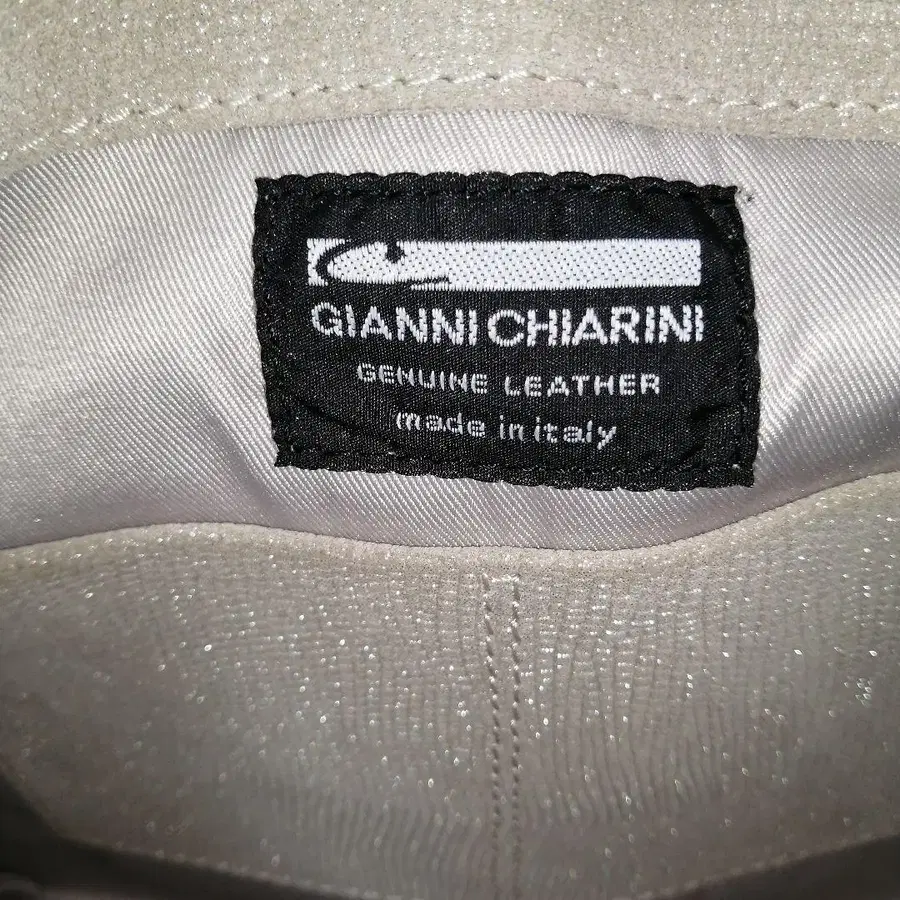 GIANNI CHIARINI
GENUINE LEATHER
made in italy